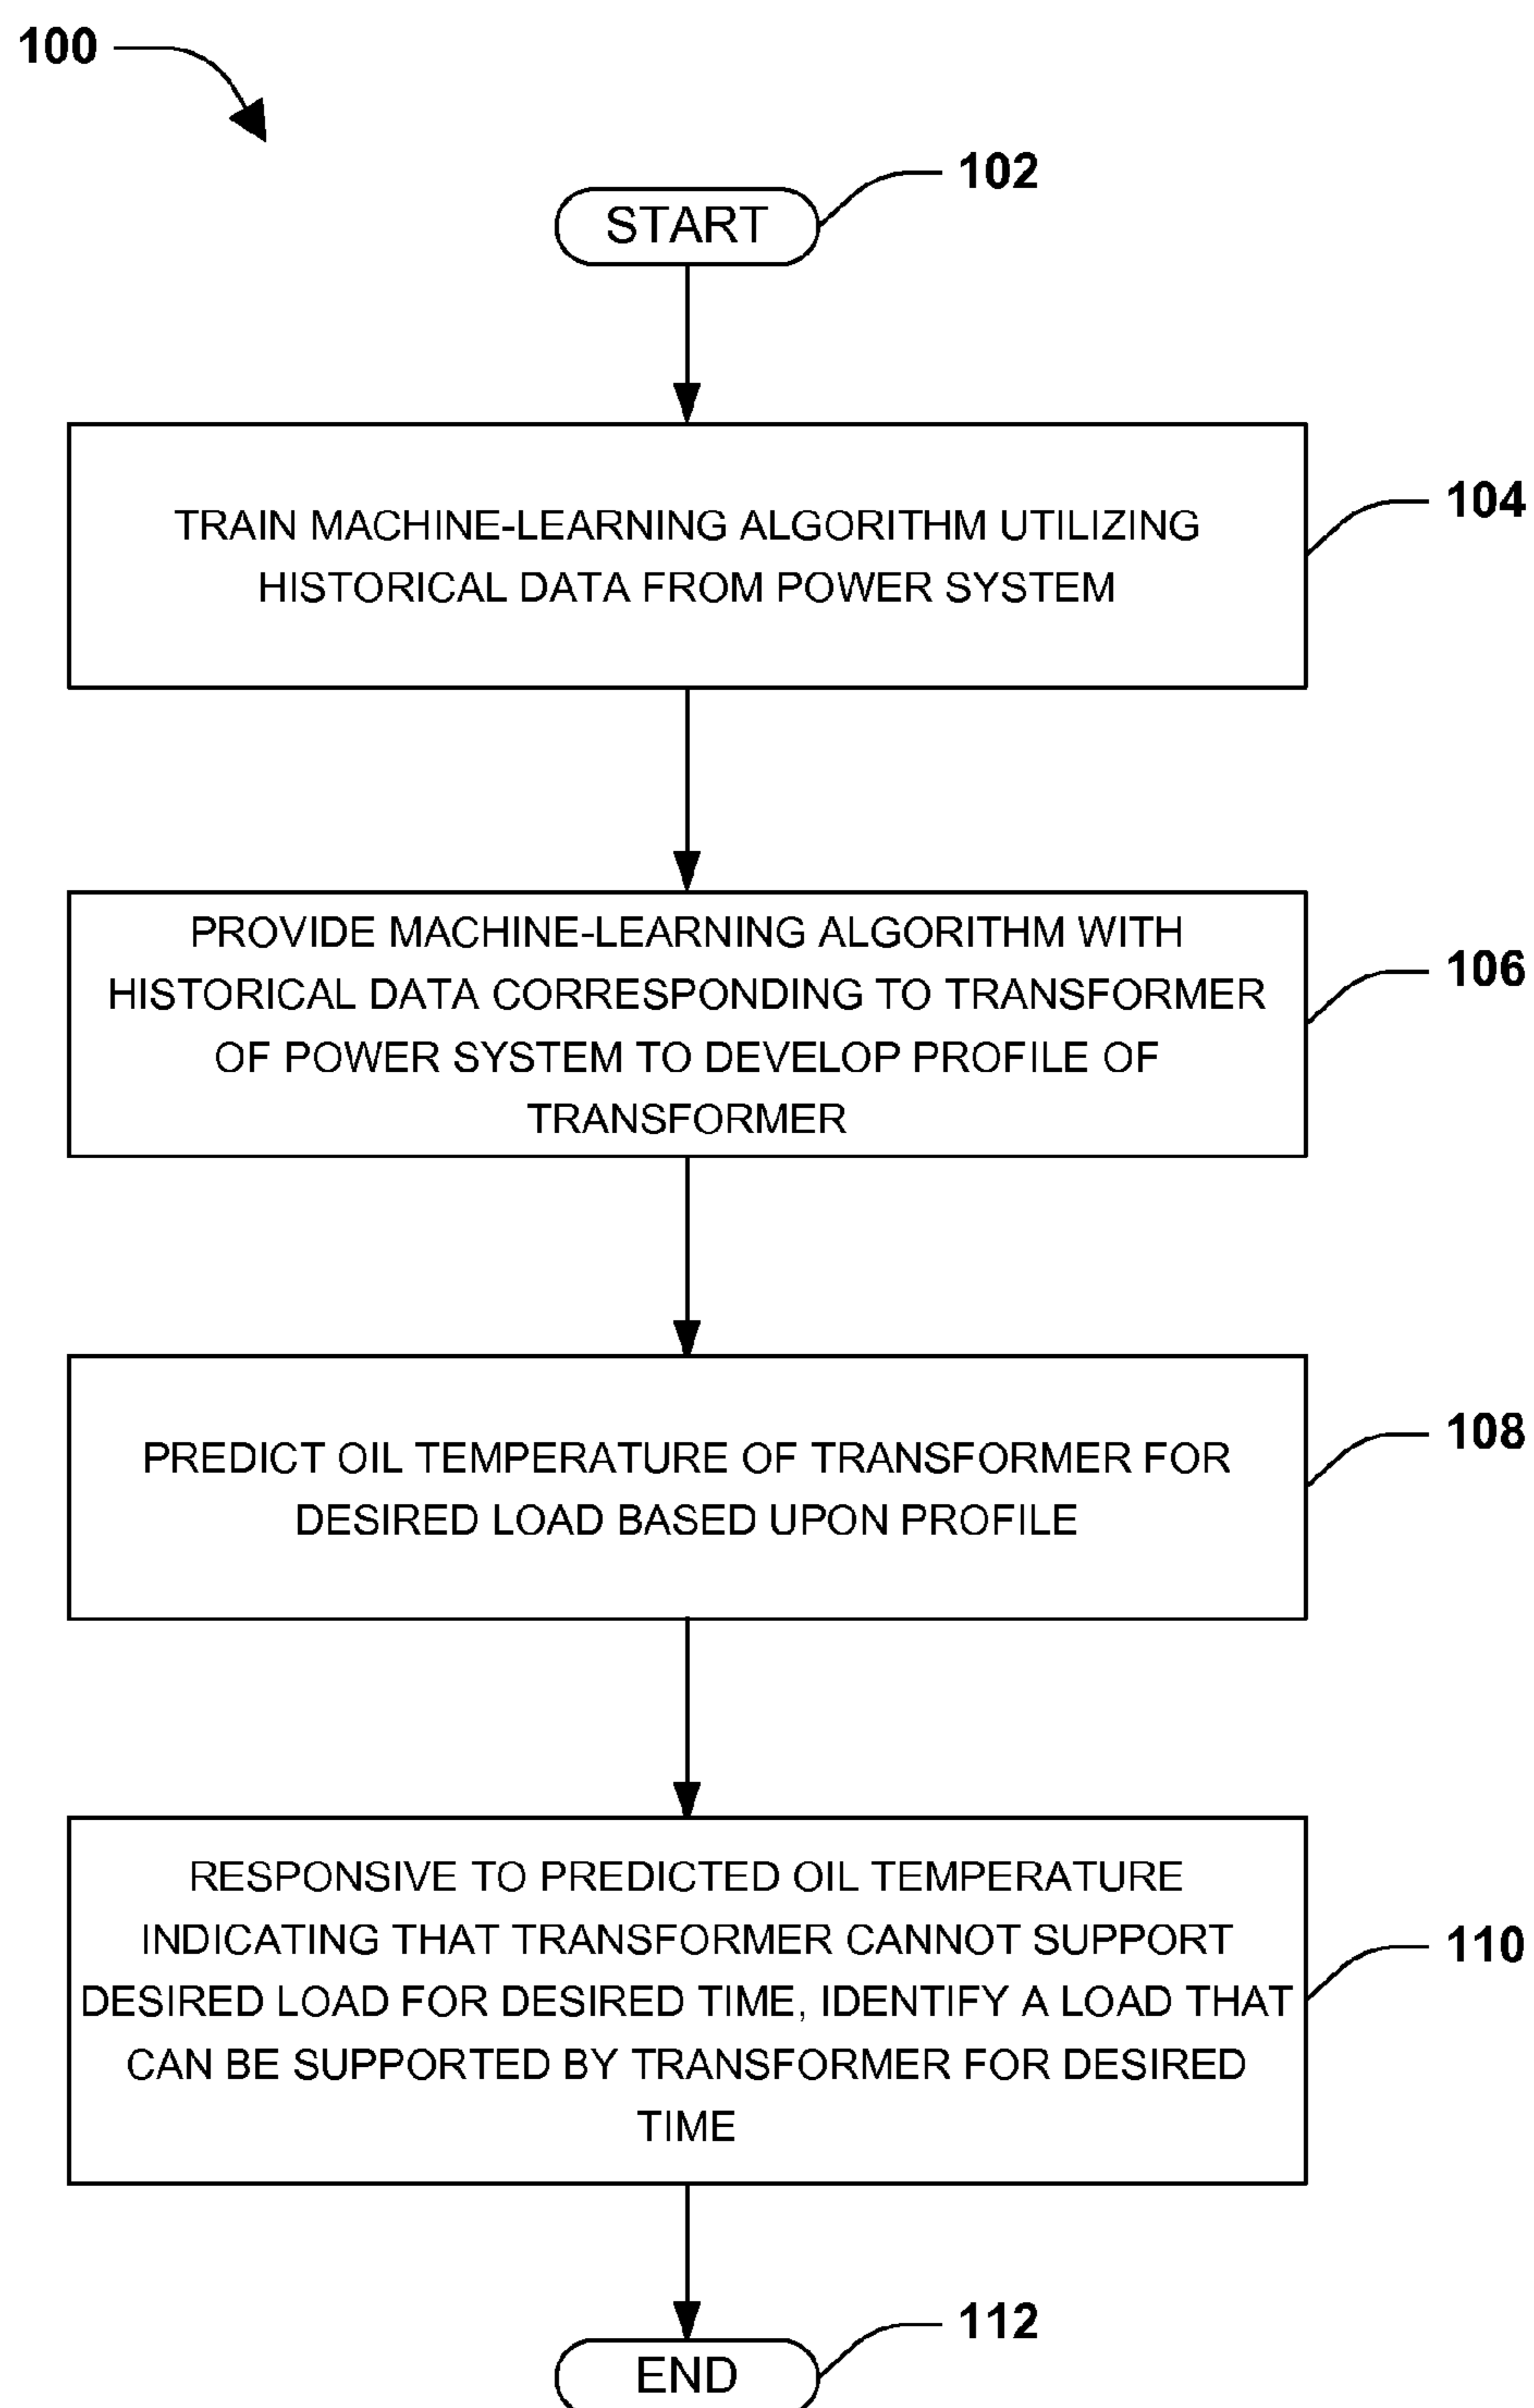 100
102
START
104
TRAIN MACHINE-LEARNING ALGORITHM UTILIZING
HISTORICAL DATA FROM POWER SYSTEM
106
PROVIDE MACHINE-LEARNING ALGORITHM WITH
HISTORICAL DATA CORRESPONDING TO TRANSFORMER
OF POWER SYSTEM TO DEVELOP PROFILE OF
TRANSFORMER
108
PREDICT OIL TEMPERATURE OF TRANSFORMER FOR
DESIRED LOAD BASED UPON PROFILE
110
RESPONSIVE TO PREDICTED OIL TEMPERATURE
INDICATING THAT TRANSFORMER CANNOT SUPPORT
DESIRED LOAD FOR DESIRED TIME, IDENTIFY A LOAD THAT
CAN BE SUPPORTED BY TRANSFORMER FOR DESIRED
TIME
112
END